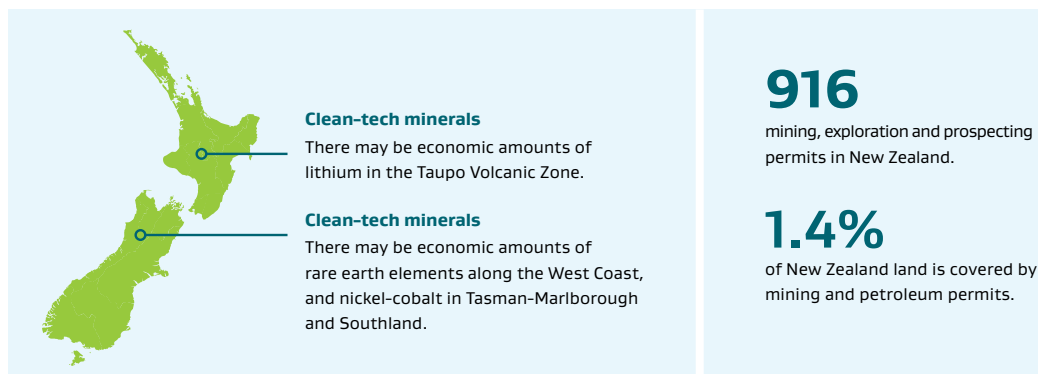 Clean-tech minerals
There may be economic amounts of
lithium in the Taupo Volcanic Zone.
Clean-tech minerals
There may be economic amounts of
rare earth elements along the West Coast,
and nickel-cobalt in Tasman-Marlborough
and Southland.
916
mining, exploration and prospecting
permits in New Zealand.
1.4%
of New Zealand land is covered by
mining and petroleum permits.